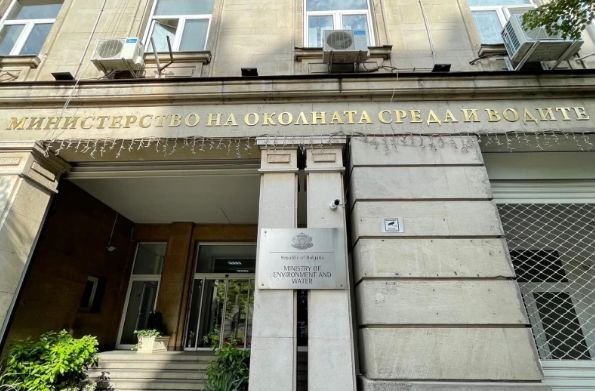 МИНИСТЕРСТВО НА ОКОЛНАТА СРЕДА И ВОДИТЕ
Republic of Bulgaria
MINISTRY OF
ENVIRONMENT AND
WATER